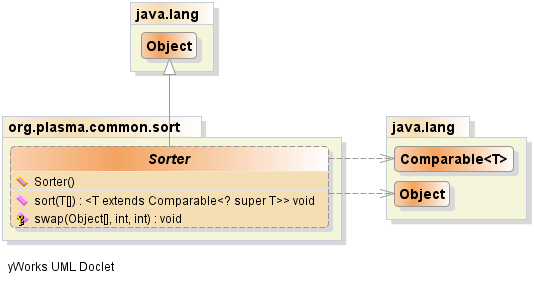 java.lang
Object
org.plasma.common.sort
Sorter
Sorter()
sort(T[]) : <T extends Comparable<? super T>> void
swap(Object[], int, int) : void
java.lang
Comparable<T>
Object
yWorks UML Doclet